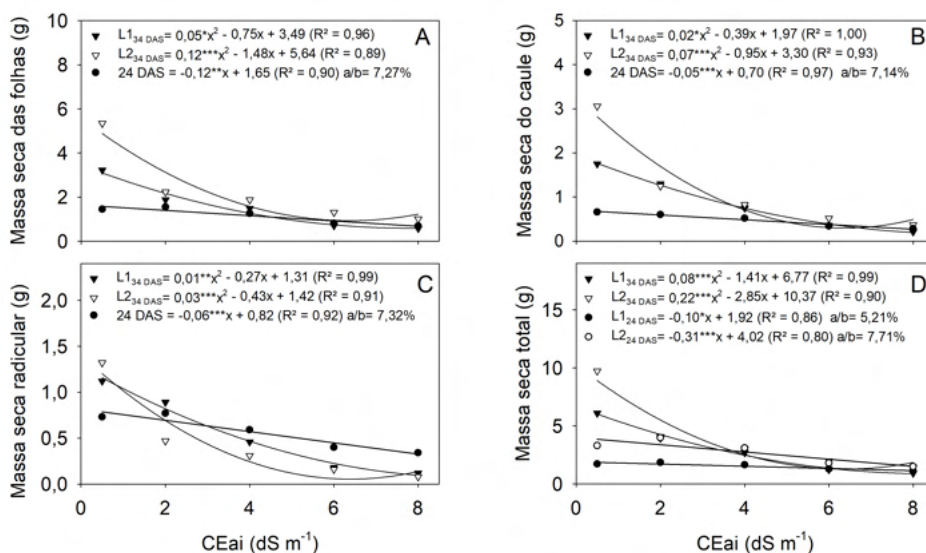 A
Massa seca das folhas (g)
10
8
6
4
2
0
L1₃₄ DAS= 0,05*x² - 0,75x + 3,49 (R² = 0,96)
L2₃₄ DAS= 0,12***x² - 1,48x + 5,64 (R² = 0,89)
24 DAS = -0,12**x + 1,65 (R² = 0,90) a/b= 7,27%
B
Massa seca do caule (g)
5
4
3
2
1
0
L1₃₄ DAS= 0,02*x² - 0,39x + 1,97 (R² = 1,00)
L2₃₄ DAS= 0,07***x² - 0,95x + 3,30 (R² = 0,93)
24 DAS= -0,05***x + 0,70 (R² = 0,97) a/b= 7,14%
C
Massa seca radicular (g)
2,0
1,5
1,0
0,5
0,0
L1₃₄ DAS= 0,01**x² - 0,27x + 1,31 (R² = 0,99)
L2₃₄ DAS= 0,03***x² - 0,43x + 1,42 (R² = 0,91)
24 DAS = -0,06***x + 0,82 (R² = 0,92) a/b= 7,32%
0 2 4 6 8
CEai (dS m⁻¹)
D
Massa seca total (g)
15
10
5
0
L1₃₄ DAS= 0,08***x² - 1,41x + 6,77 (R² = 0,99)
L2₃₄ DAS= 0,22***x² - 2,85x + 10,37 (R² = 0,90)
L1₂₄ DAS= -0,10*x + 1,92 (R² = 0,86) a/b= 5,21%
L2₂₄ DAS= -0,31***x + 4,02 (R² = 0,80) a/b= 7,71%
0 2 4 6 8
CEai (dS m⁻¹)